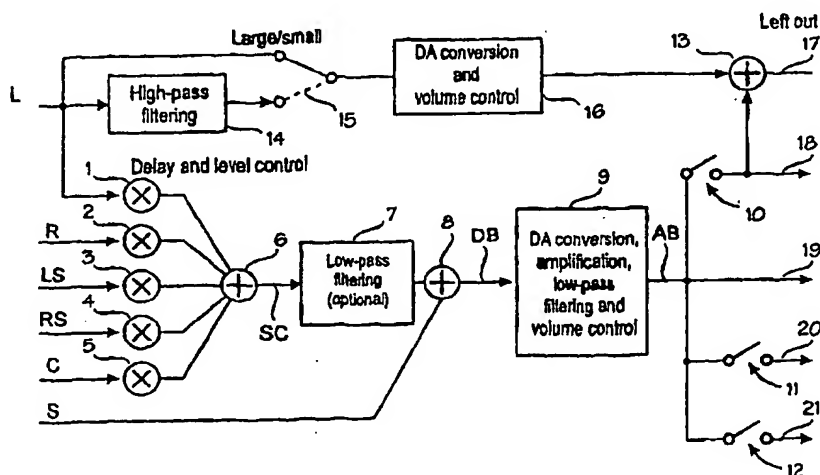 Large/small
DA conversion
and
volume control
13
Left out
17
L
High-pass
filtering
14
15
16
18
Delay and level control
1
10
R
2
7
8
9
LS
3
6
Low-pass
filtering
(optional)
DB
DA conversion,
amplification,
low-pass
filtering and
volume control
AB
19
RS
4
SC
C
5
20
11
S
21
12